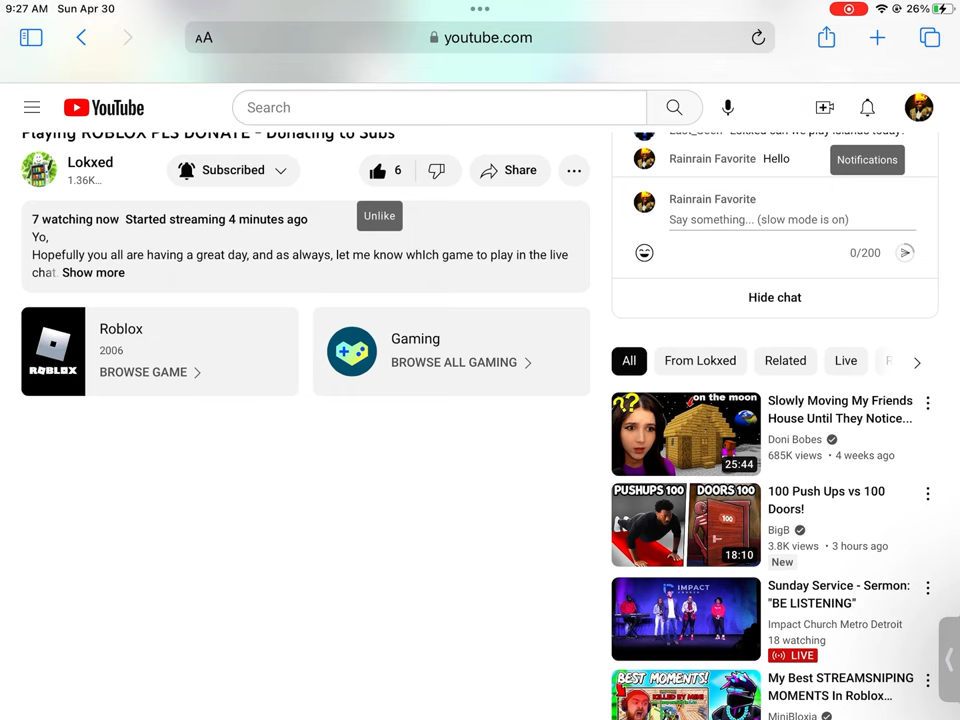 9:27 AM Sun Apr 30
26%
AA
youtube.com
YouTube
Search
Playing ROBLOX PLS DONATE - Donating to Subs
Lokxed
1.36K...
Subscribed
6
Share
Unlike
7 watching now Started streaming 4 minutes ago
Yo,
Hopefully you all are having a great day, and as always, let me know whIch game to play in the live
chat. Show more
ROBLOX
Roblox
2006
BROWSE GAME
Gaming
BROWSE ALL GAMING
Lokxed can we play islands today?
Rainrain Favorite Hello
Notifications
Rainrain Favorite
Say something... (slow mode is on)
0/200
Hide chat
All
From Lokxed
Related
Live
??
on the moon
25:44
Slowly Moving My Friends
House Until They Notice...
Doni Bobes
685K views • 4 weeks ago
PUSHUPS 100
DOORS 100
100
18:10
100 Push Ups vs 100
Doors!
BigB
3.8K views • 3 hours ago
New
IMPACT
Sunday Service - Sermon:
"BE LISTENING"
Impact Church Metro Detroit
18 watching
LIVE
BEST MOMENTS!
KILLED BY MINI
My Best STREAMSNIPING
MOMENTS In Roblox...
MiniBloxia